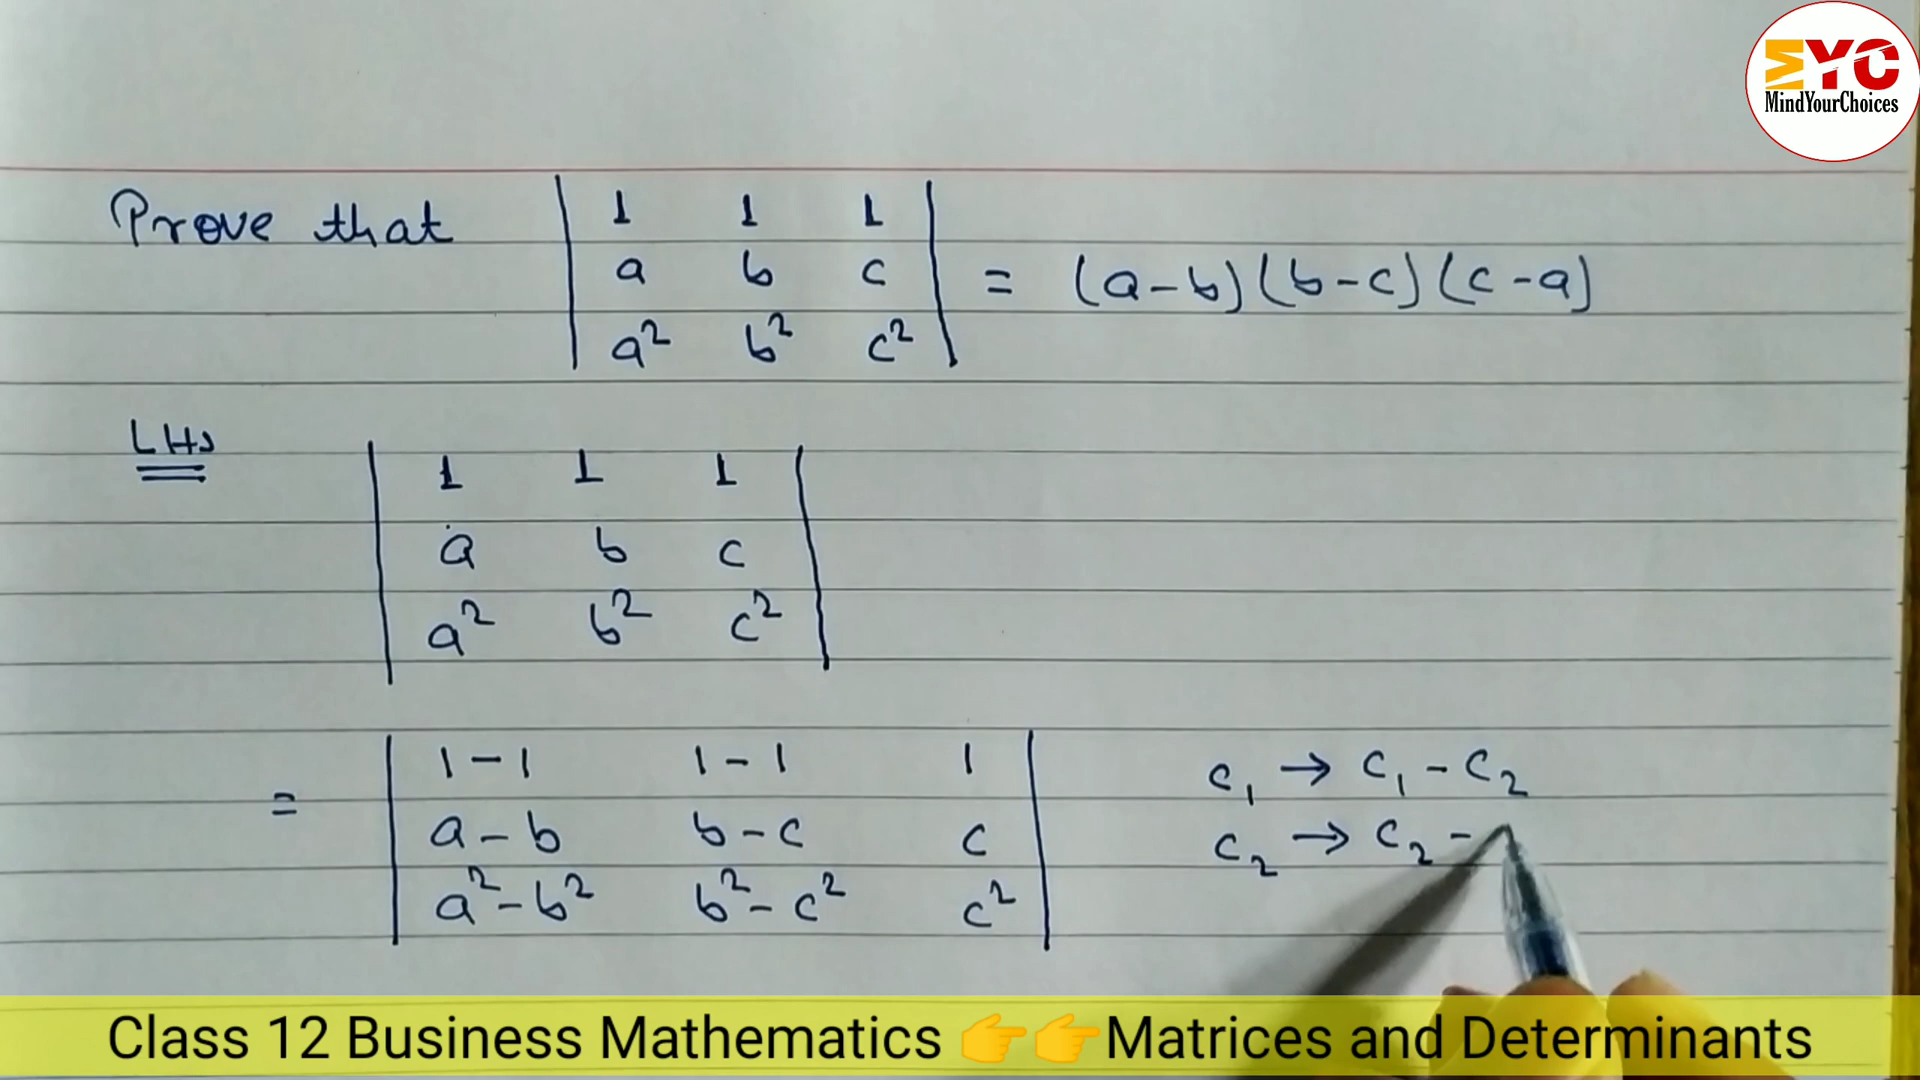 MYC
MindYourChoices
Prove that | 1 1 1 |
| a b c | = (a-b)(b-c)(c-a)
| a² b² c² |
LHS
| 1 1 1 |
| a b c |
| a² b² c² |
= | 1-1 1-1 1 | c₁ → c₁ - c₂
| a-b b-c c | c₂ → c₂ -
| a²-b² b²-c² c² |
Class 12 Business Mathematics 👉👉Matrices and Determinants